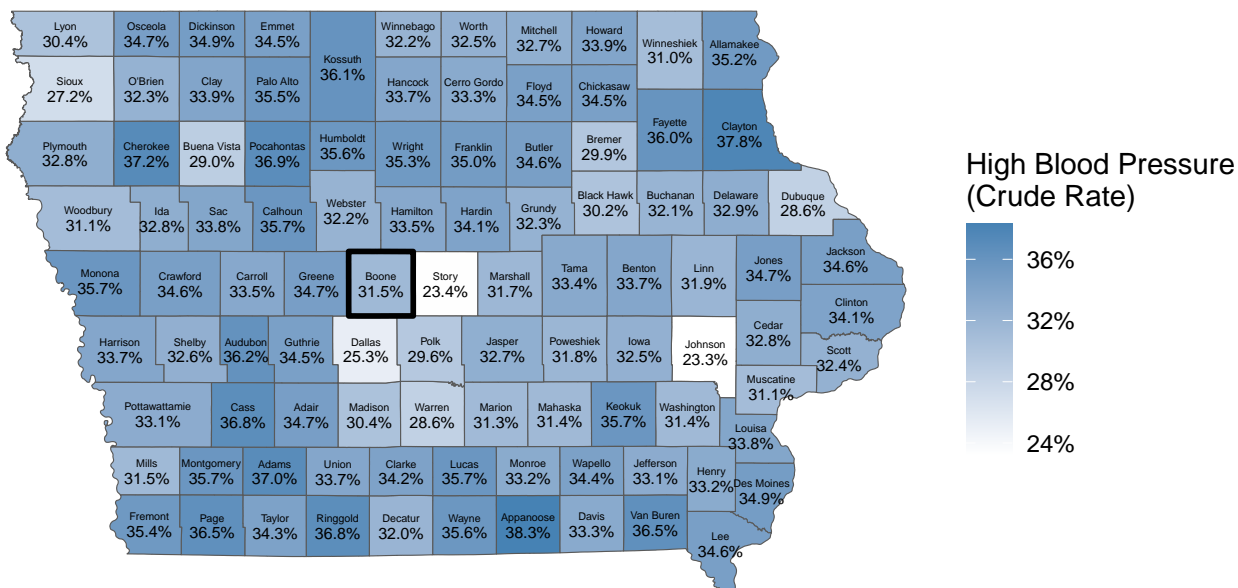 Lyon
30.4%
Osceola
34.7%
Dickinson
34.9%
Emmet
34.5%
Kossuth
36.1%
Winnebago
32.2%
Worth
32.5%
Mitchell
32.7%
Howard
33.9%
Winneshiek
31.0%
Allamakee
35.2%
Sioux
27.2%
O'Brien
32.3%
Clay
33.9%
Palo Alto
35.5%
Hancock
33.7%
Cerro Gordo
33.3%
Floyd
34.5%
Chickasaw
34.5%
Fayette
36.0%
Clayton
37.8%
Plymouth
32.8%
Cherokee
37.2%
Buena Vista
29.0%
Pocahontas
36.9%
Humboldt
35.6%
Wright
35.3%
Franklin
35.0%
Butler
34.6%
Bremer
29.9%
Woodbury
31.1%
Ida
32.8%
Sac
33.8%
Calhoun
35.7%
Webster
32.2%
Hamilton
33.5%
Hardin
34.1%
Grundy
32.3%
Black Hawk
30.2%
Buchanan
32.1%
Delaware
32.9%
Dubuque
28.6%
Monona
35.7%
Crawford
34.6%
Carroll
33.5%
Greene
34.7%
Boone
31.5%
Story
23.4%
Marshall
31.7%
Tama
33.4%
Benton
33.7%
Linn
31.9%
Jones
34.7%
Jackson
34.6%
Clinton
34.1%
Harrison
33.7%
Shelby
32.6%
Audubon
36.2%
Guthrie
34.5%
Dallas
25.3%
Polk
29.6%
Jasper
32.7%
Poweshiek
31.8%
Iowa
32.5%
Johnson
23.3%
Cedar
32.8%
Scott
32.4%
Muscatine
31.1%
Pottawattamie
33.1%
Cass
36.8%
Adair
34.7%
Madison
30.4%
Warren
28.6%
Marion
31.3%
Mahaska
31.4%
Keokuk
35.7%
Washington
31.4%
Louisa
33.8%
Mills
31.5%
Montgomery
35.7%
Adams
37.0%
Union
33.7%
Clarke
34.2%
Lucas
35.7%
Monroe
33.2%
Wapello
34.4%
Jefferson
33.1%
Henry
33.2%
Des Moines
34.9%
Fremont
35.4%
Page
36.5%
Taylor
34.3%
Ringgold
36.8%
Decatur
32.0%
Wayne
35.6%
Appanoose
38.3%
Davis
33.3%
Van Buren
36.5%
Lee
34.6%
High Blood Pressure
(Crude Rate)
36%
32%
28%
24%